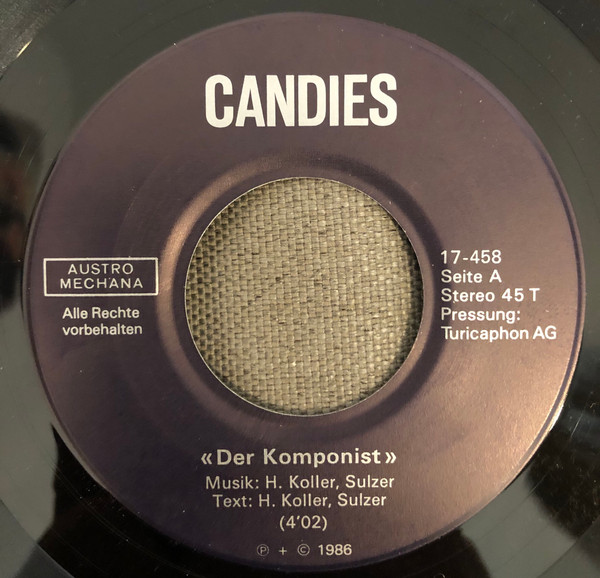 CANDIES
AUSTRO
MECHANA
Alle Rechte
vorbehalten
17-458
Seite A
Stereo 45 T
Pressung:
Turicaphon AG
«Der Komponist»
Musik: H. Koller, Sulzer
Text: H. Koller, Sulzer
(4'02)
Ⓟ + © 1986